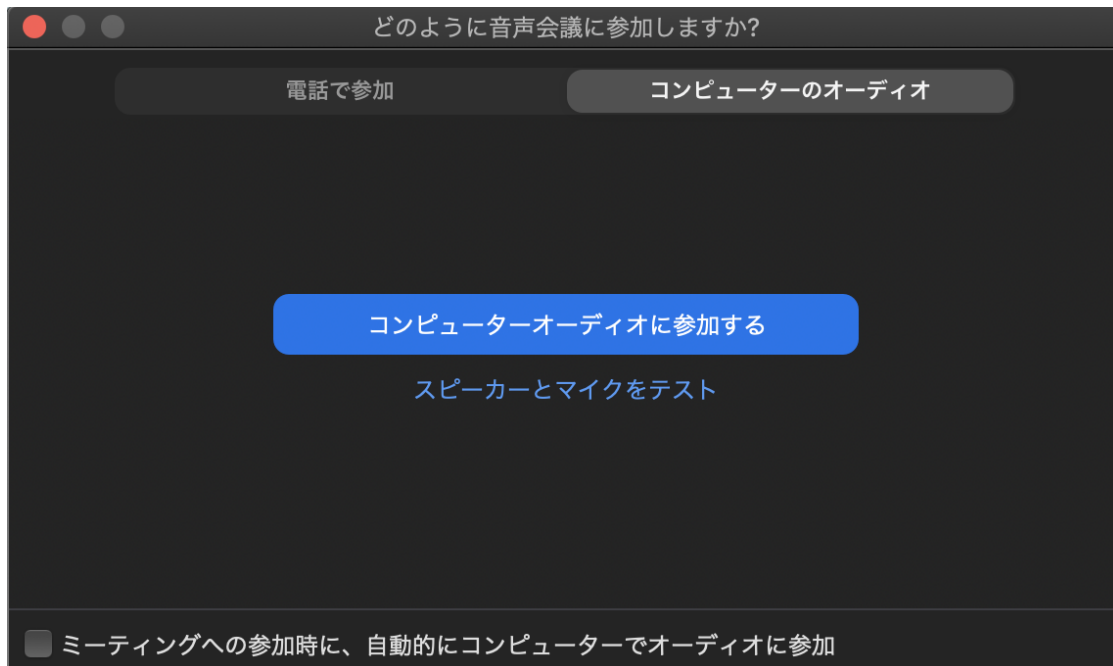 どのように音声会議に参加しますか?
電話で参加
コンピューターのオーディオ
コンピューターオーディオに参加する
スピーカーとマイクをテスト
ミーティングへの参加時に、自動的にコンピューターでオーディオに参加